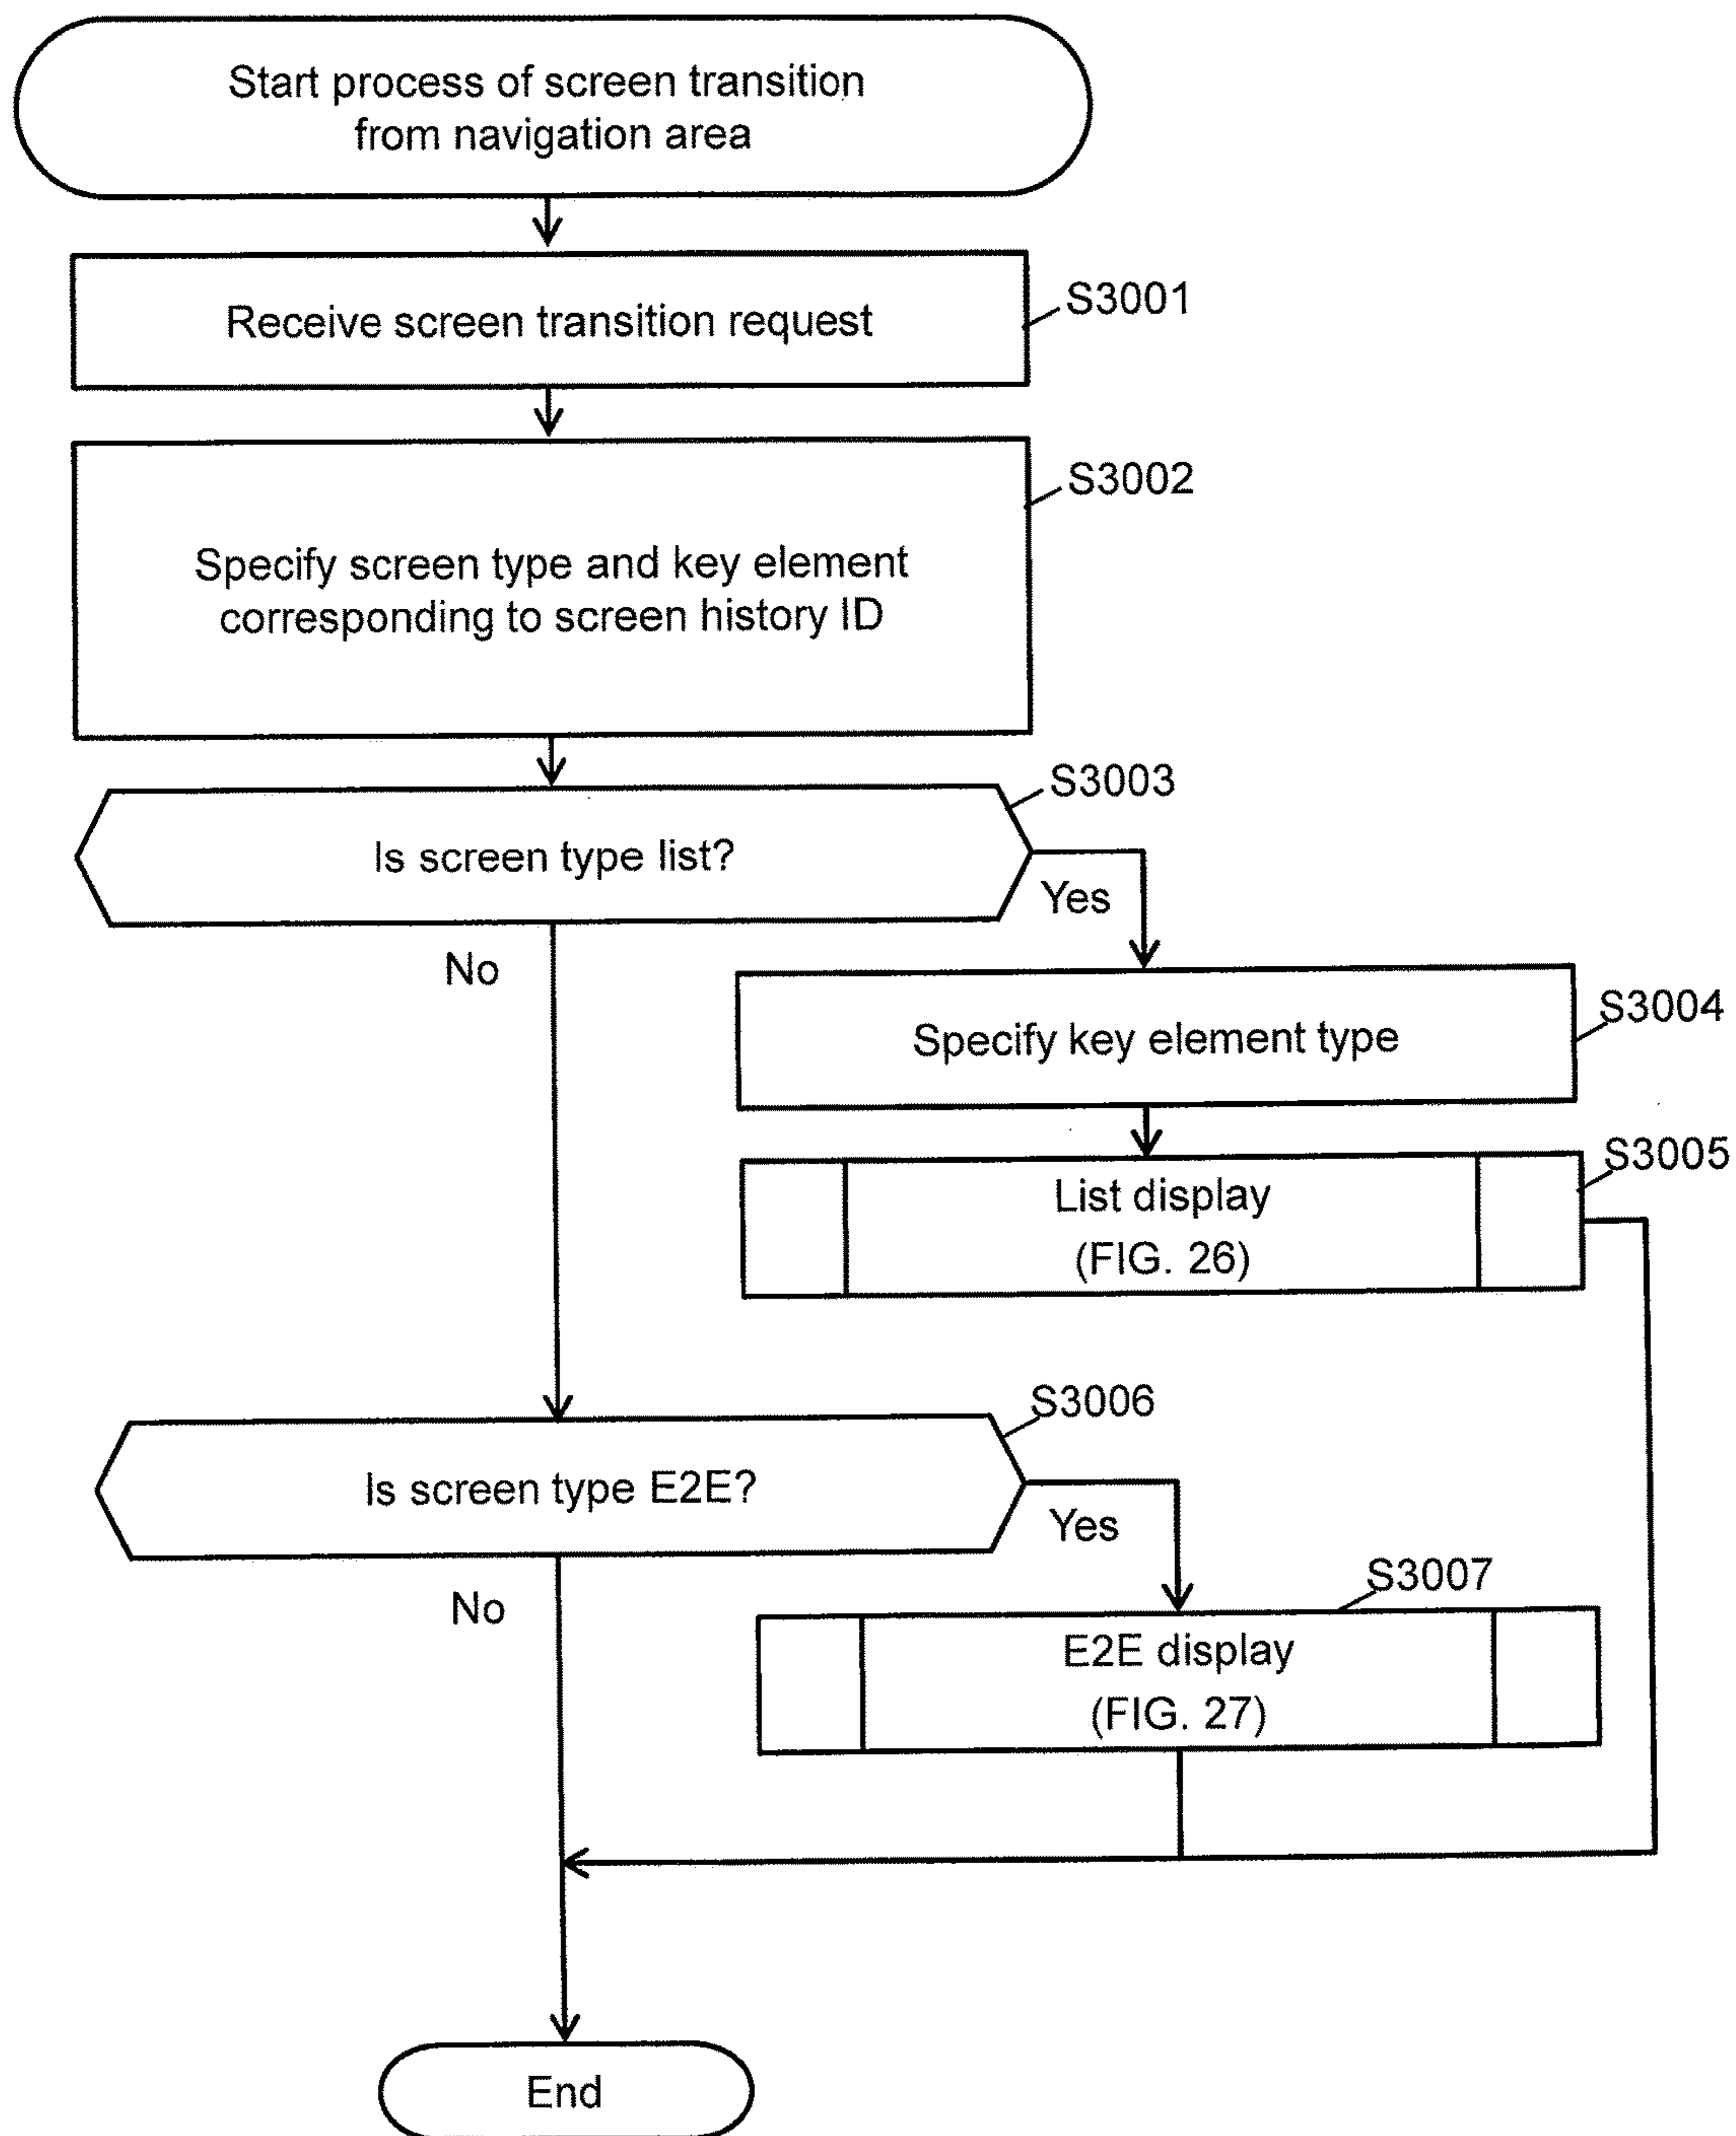 Start process of screen transition
from navigation area
Receive screen transition request
S3001
S3002
Specify screen type and key element
corresponding to screen history ID
S3003
Is screen type list?
Yes
No
S3004
Specify key element type
S3005
List display
(FIG. 26)
S3006
Is screen type E2E?
Yes
No
S3007
E2E display
(FIG. 27)
End